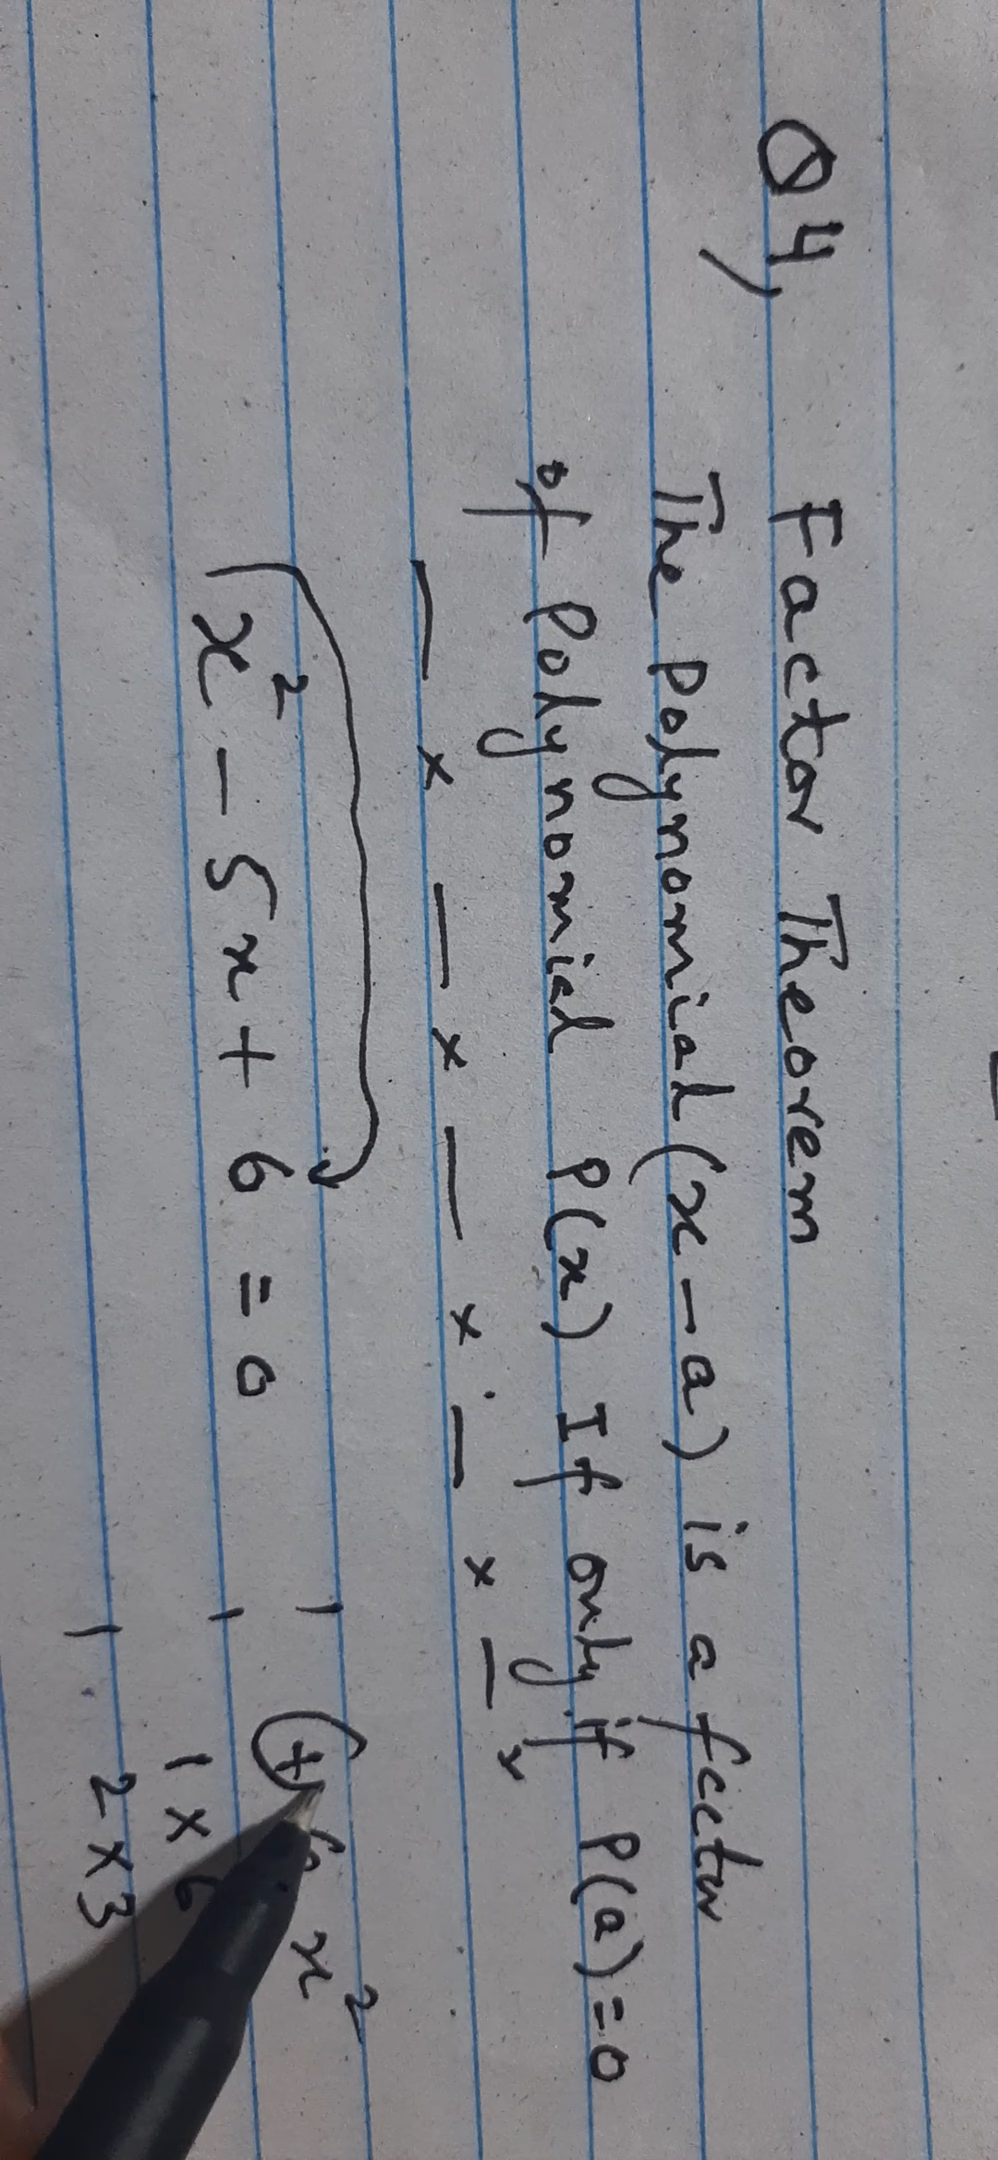 Q4, Factor Theorem
The Polynomial (x-a) is a factor
of Polynomial P(x) If only if P(a)=0
— x — x — x — x — x
x² - 5x + 6 = 0
x²
1 x 6
2 x 3